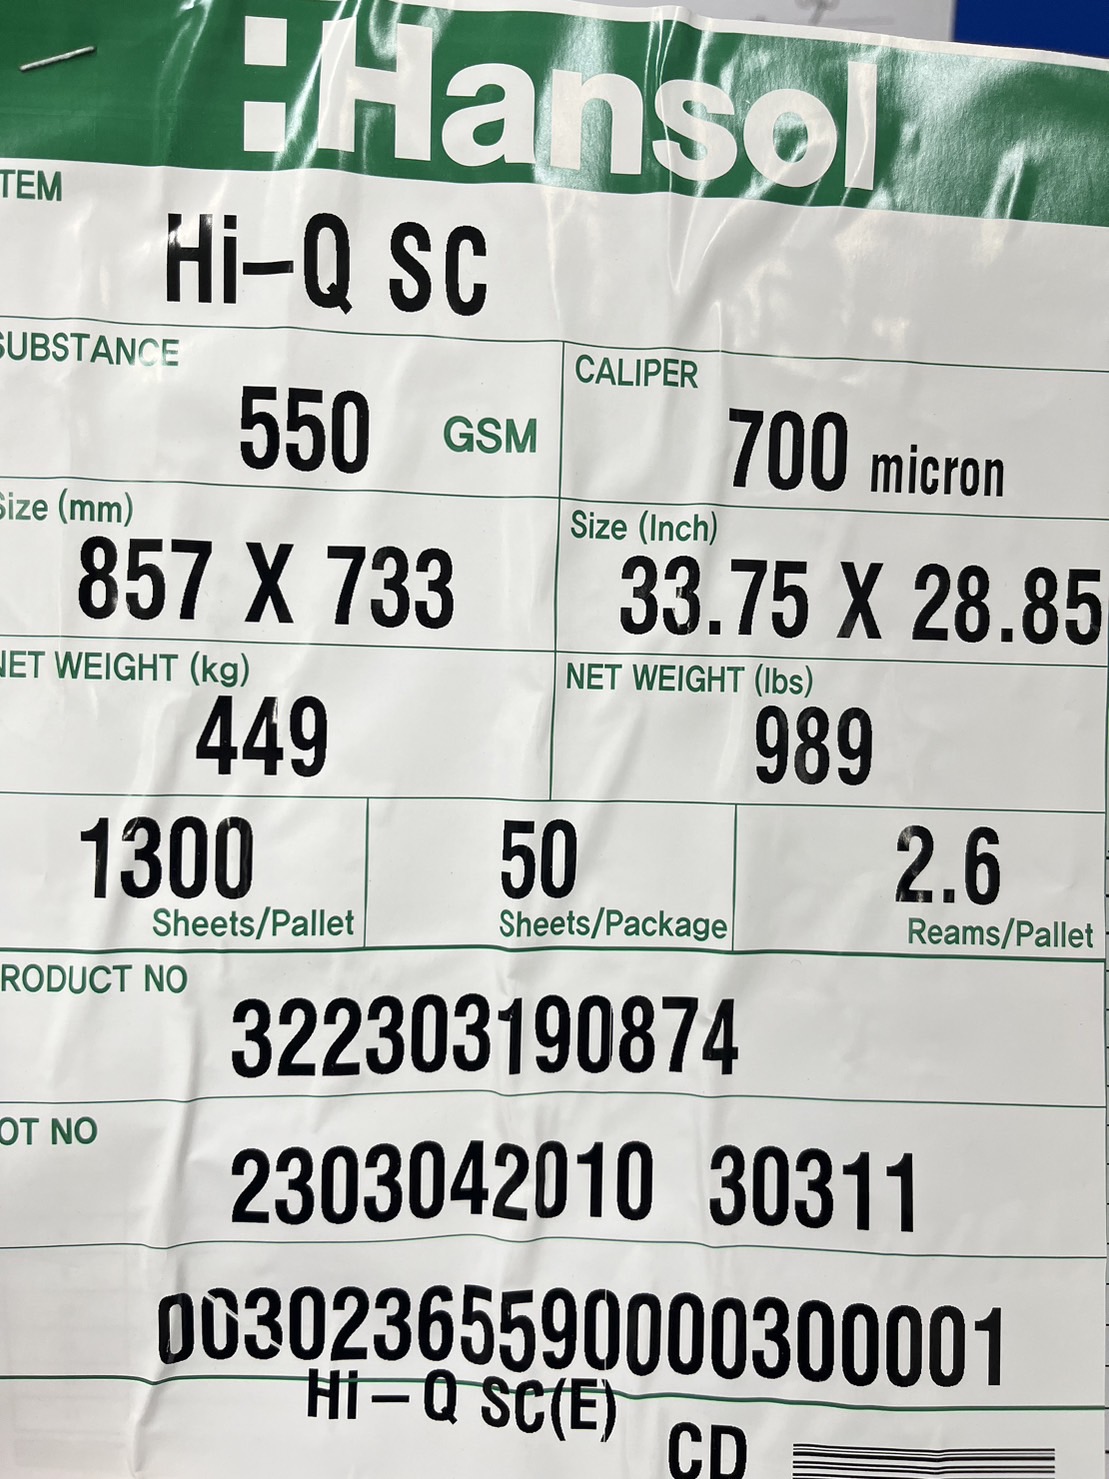 Hansol
TEM
Hi-Q SC
SUBSTANCE
550 GSM
CALIPER
700 micron
Size (mm)
857 X 733
Size (Inch)
33.75 X 28.85
NET WEIGHT (kg)
449
NET WEIGHT (lbs)
989
1300
Sheets/Pallet
50
Sheets/Package
2.6
Reams/Pallet
RODUCT NO
322303190874
OT NO
2303042010 30311
00302365590000300001
Hi-Q SC(E)
CD